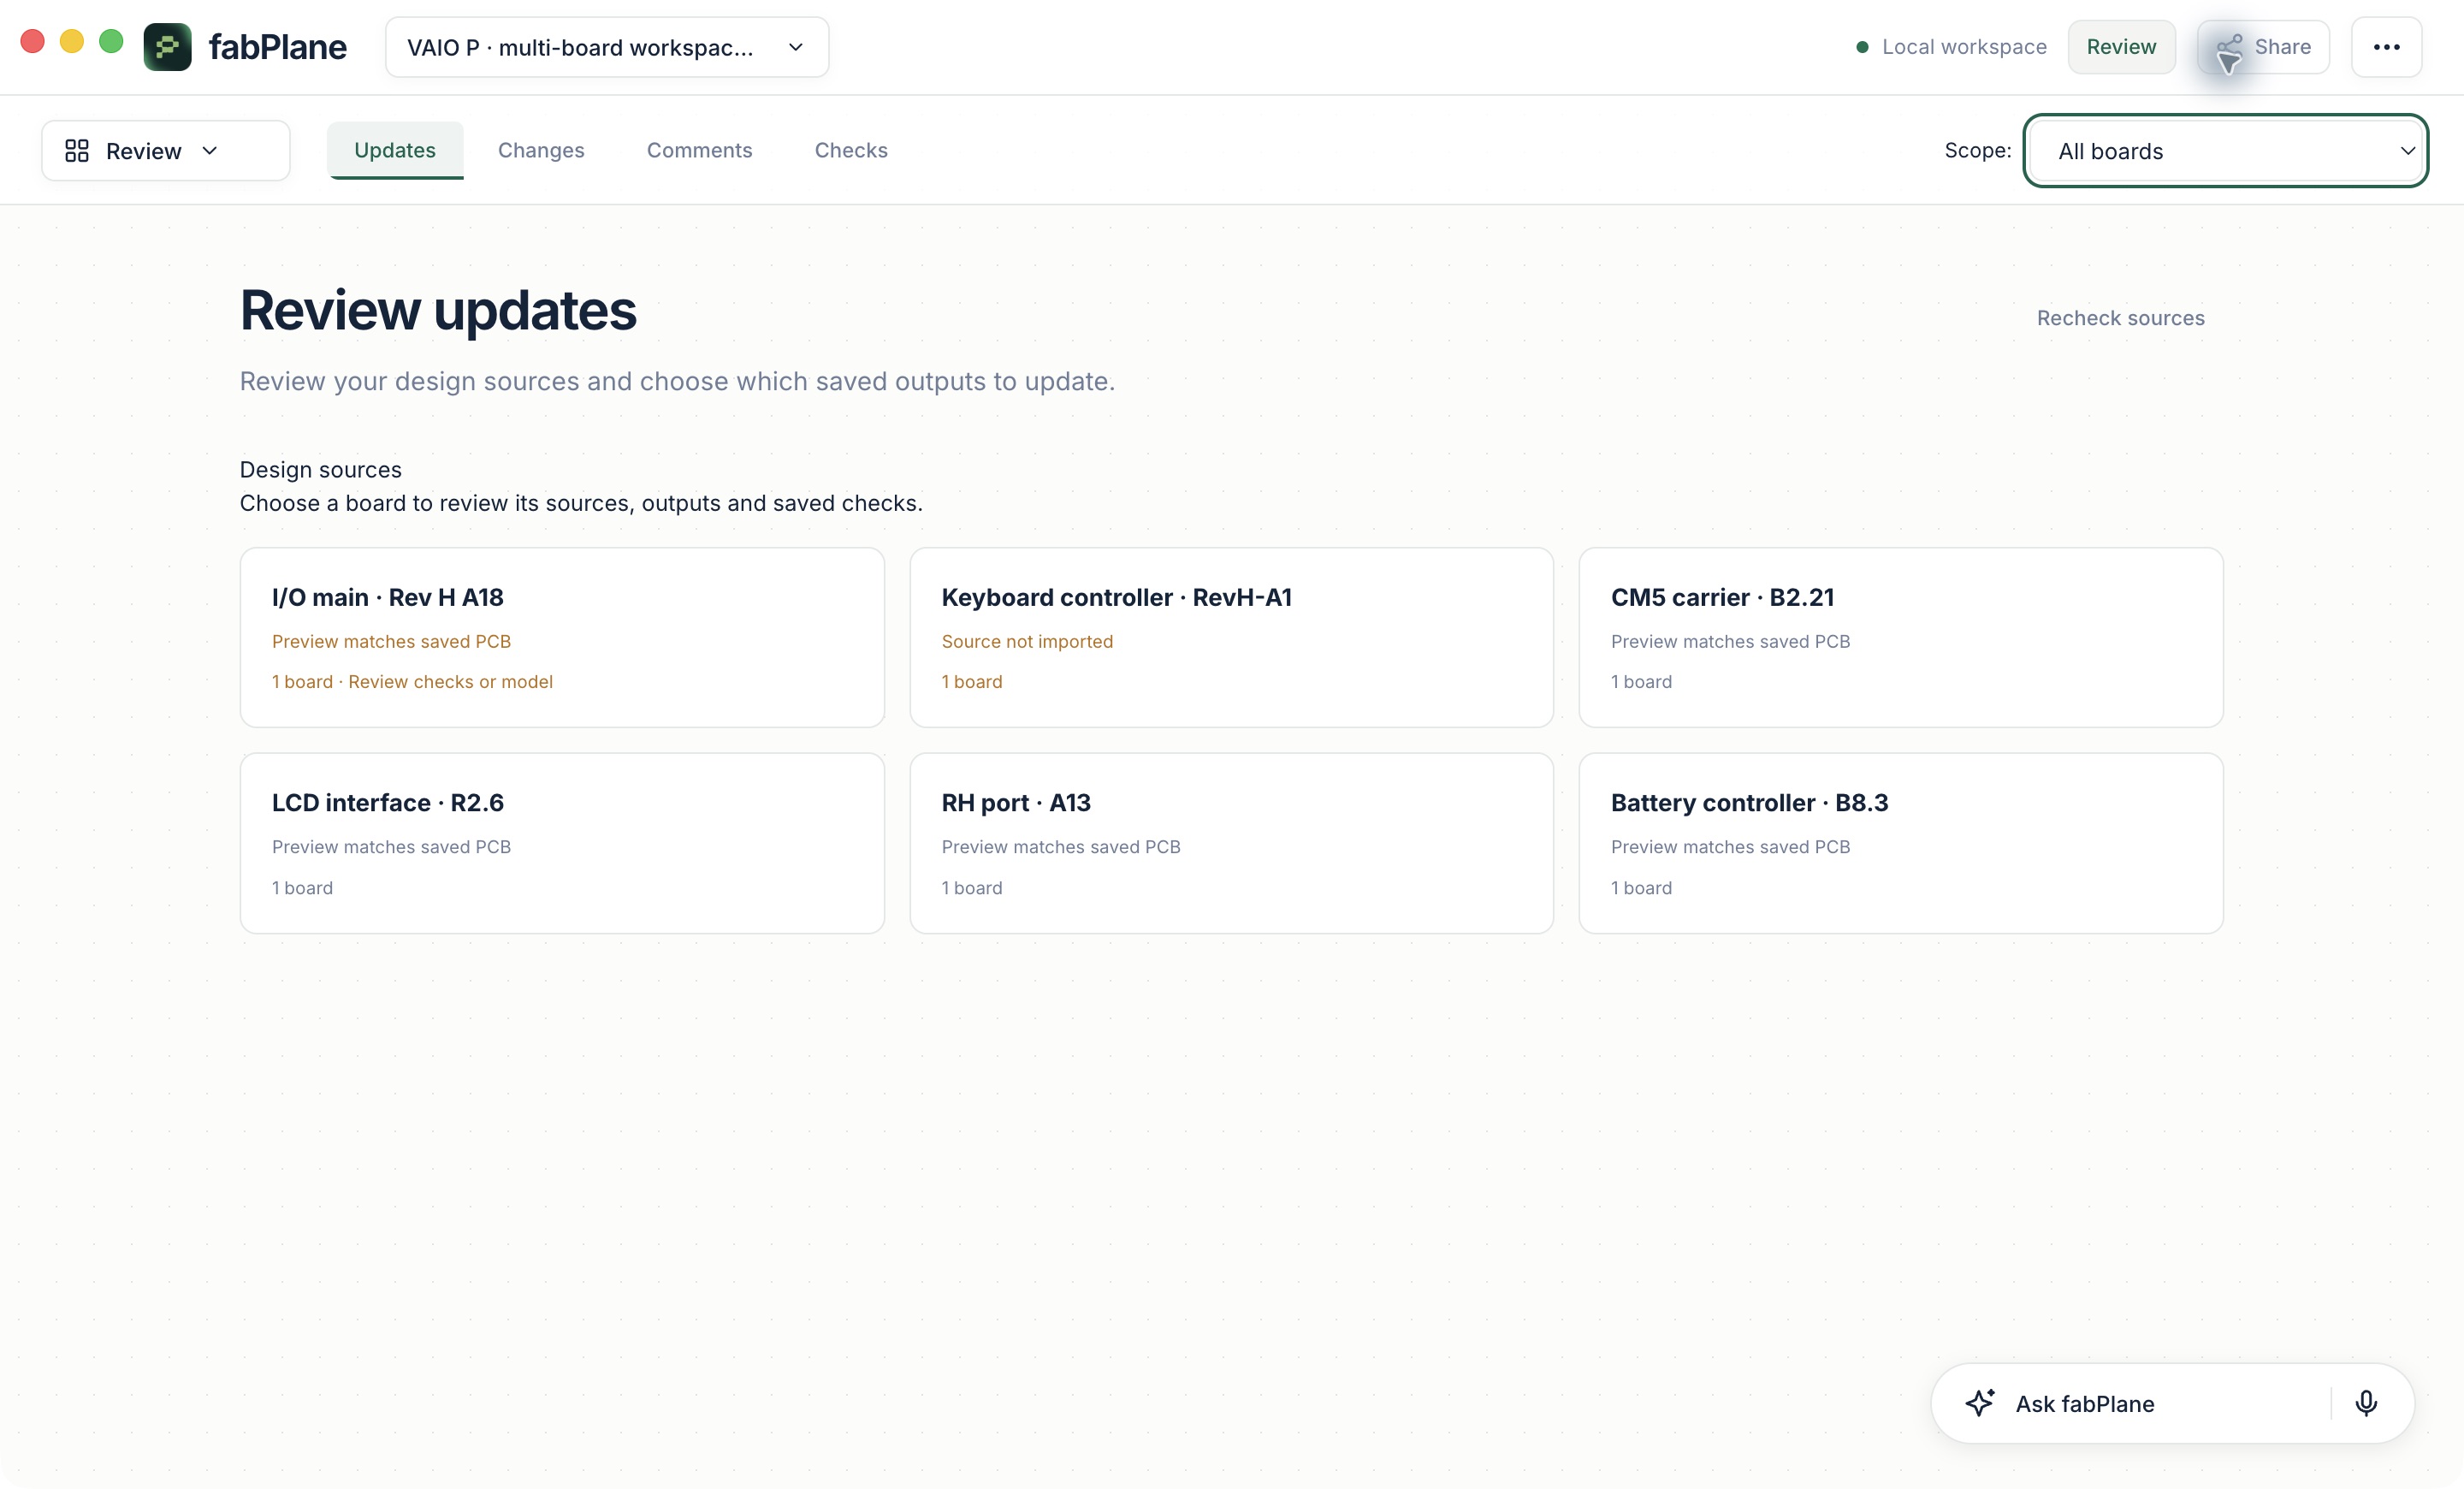 fabPlane
VAIO P · multi-board workspac...
Local workspace
Review
Share
Review
Updates
Changes
Comments
Checks
Scope:
All boards
Review updates
Recheck sources
Review your design sources and choose which saved outputs to update.
Design sources
Choose a board to review its sources, outputs and saved checks.
I/O main · Rev H A18
Preview matches saved PCB
1 board · Review checks or model
Keyboard controller · RevH-A1
Source not imported
1 board
CM5 carrier · B2.21
Preview matches saved PCB
1 board
LCD interface · R2.6
Preview matches saved PCB
1 board
RH port · A13
Preview matches saved PCB
1 board
Battery controller · B8.3
Preview matches saved PCB
1 board
Ask fabPlane